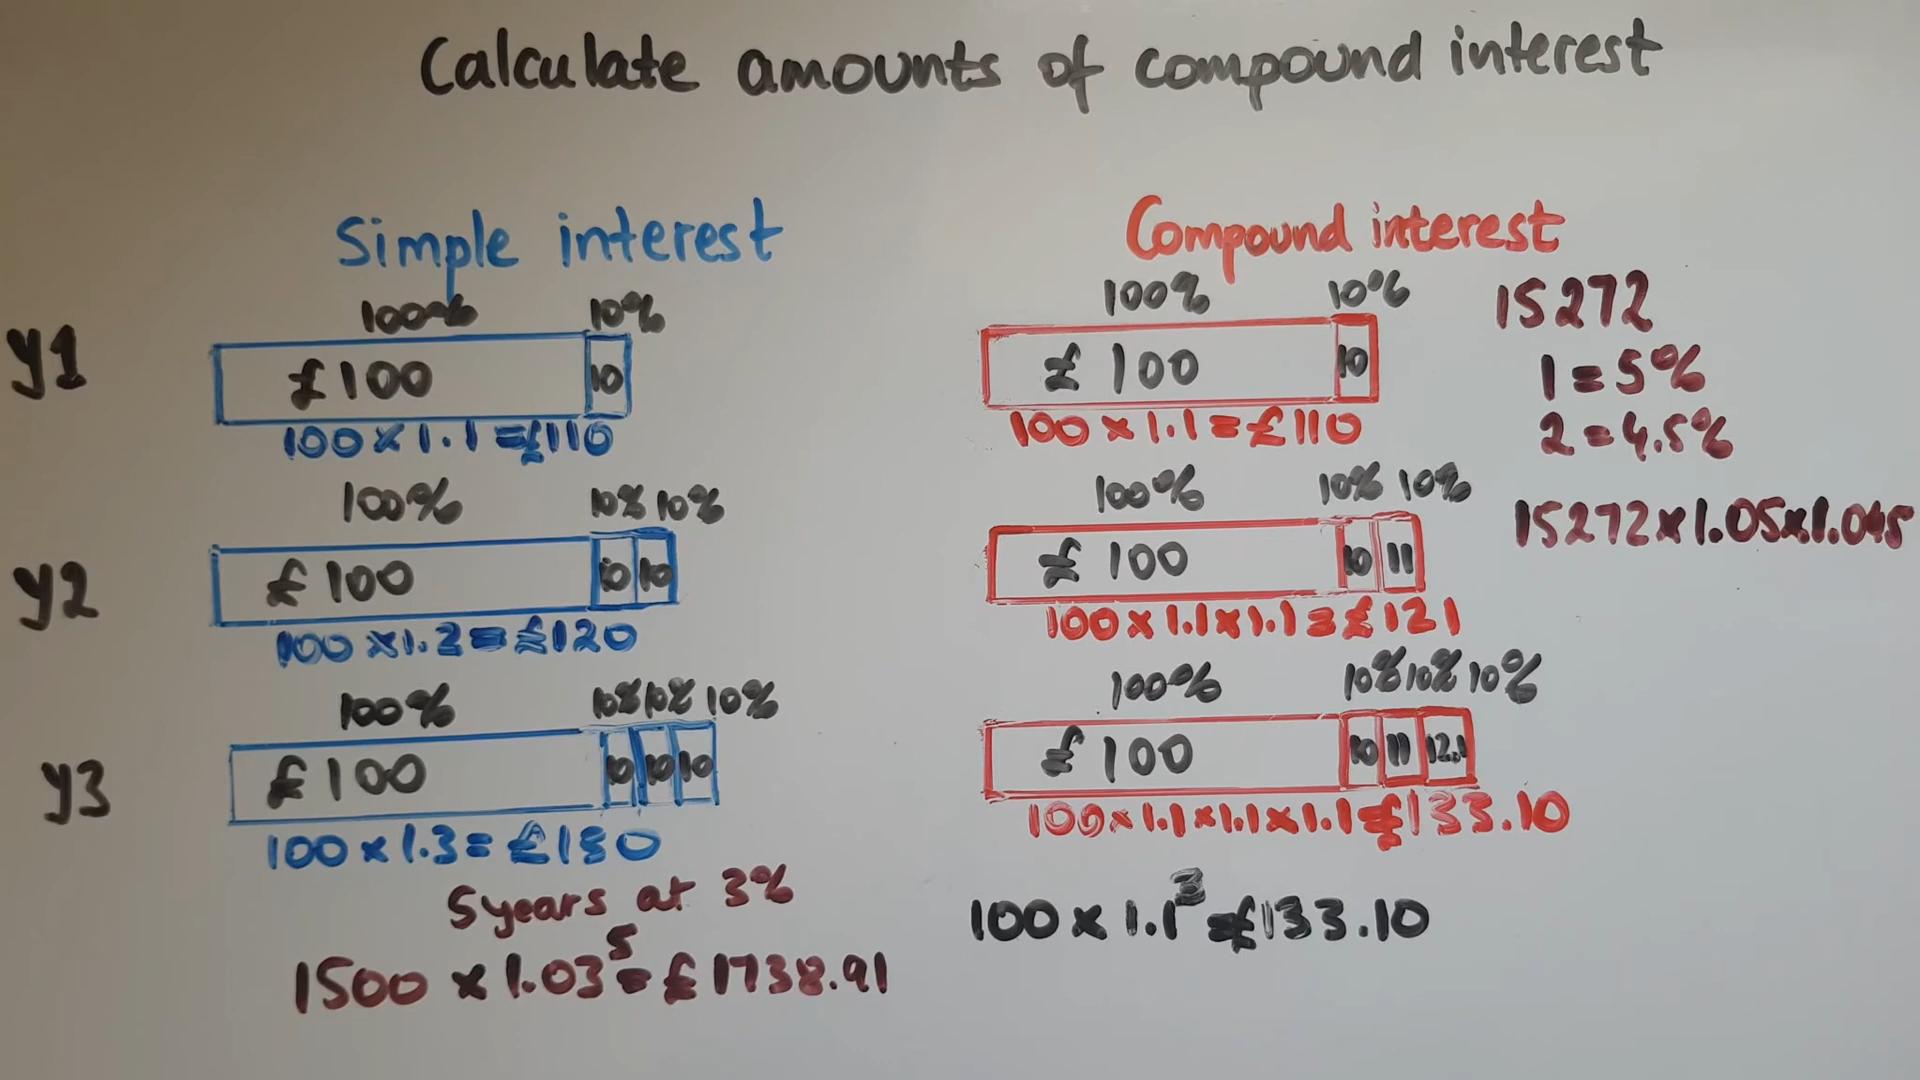 Calculate amounts of compound interest
Simple interest
100% 10%
y1
£100 10
100 × 1.1 = £110
100% 10% 10%
y2
£100 10 10
100 × 1.2 = £120
100% 10% 10% 10%
y3
£100 10 10 10
100 × 1.3 = £130
5 years at 3%
1500 × 1.03⁵ = £1738.91
Compound interest
100% 10%
£100 10
100 × 1.1 = £110
100% 10% 10%
£100 10 11
100 × 1.1 × 1.1 = £121
100% 10% 10% 10%
£100 10 11 12.1
100 × 1.1 × 1.1 × 1.1 = £133.10
100 × 1.1³ = £133.10
15272
1 = 5%
2 = 4.5%
15272 × 1.05 × 1.045